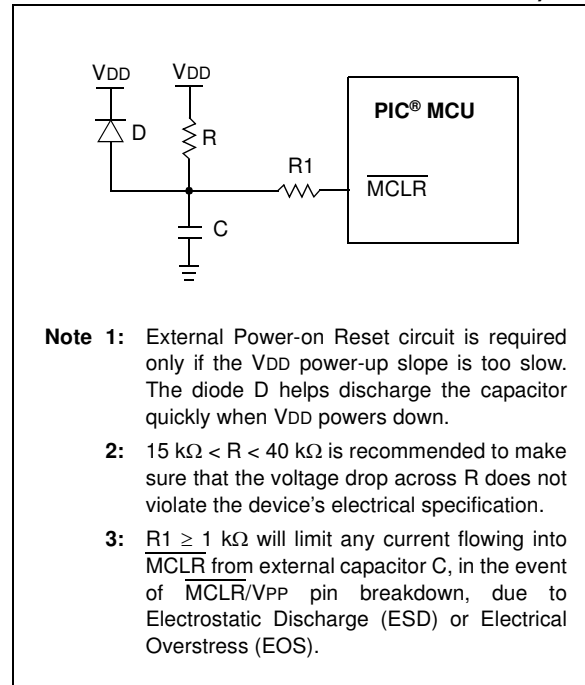 VDD VDD
D
R
R1
C
PIC® MCU
MCLR
Note 1: External Power-on Reset circuit is required
only if the VDD power-up slope is too slow.
The diode D helps discharge the capacitor
quickly when VDD powers down.
2: 15 kΩ < R < 40 kΩ is recommended to make
sure that the voltage drop across R does not
violate the device's electrical specification.
3: R1 ≥ 1 kΩ will limit any current flowing into
MCLR from external capacitor C, in the event
of MCLR/VPP pin breakdown, due to
Electrostatic Discharge (ESD) or Electrical
Overstress (EOS).